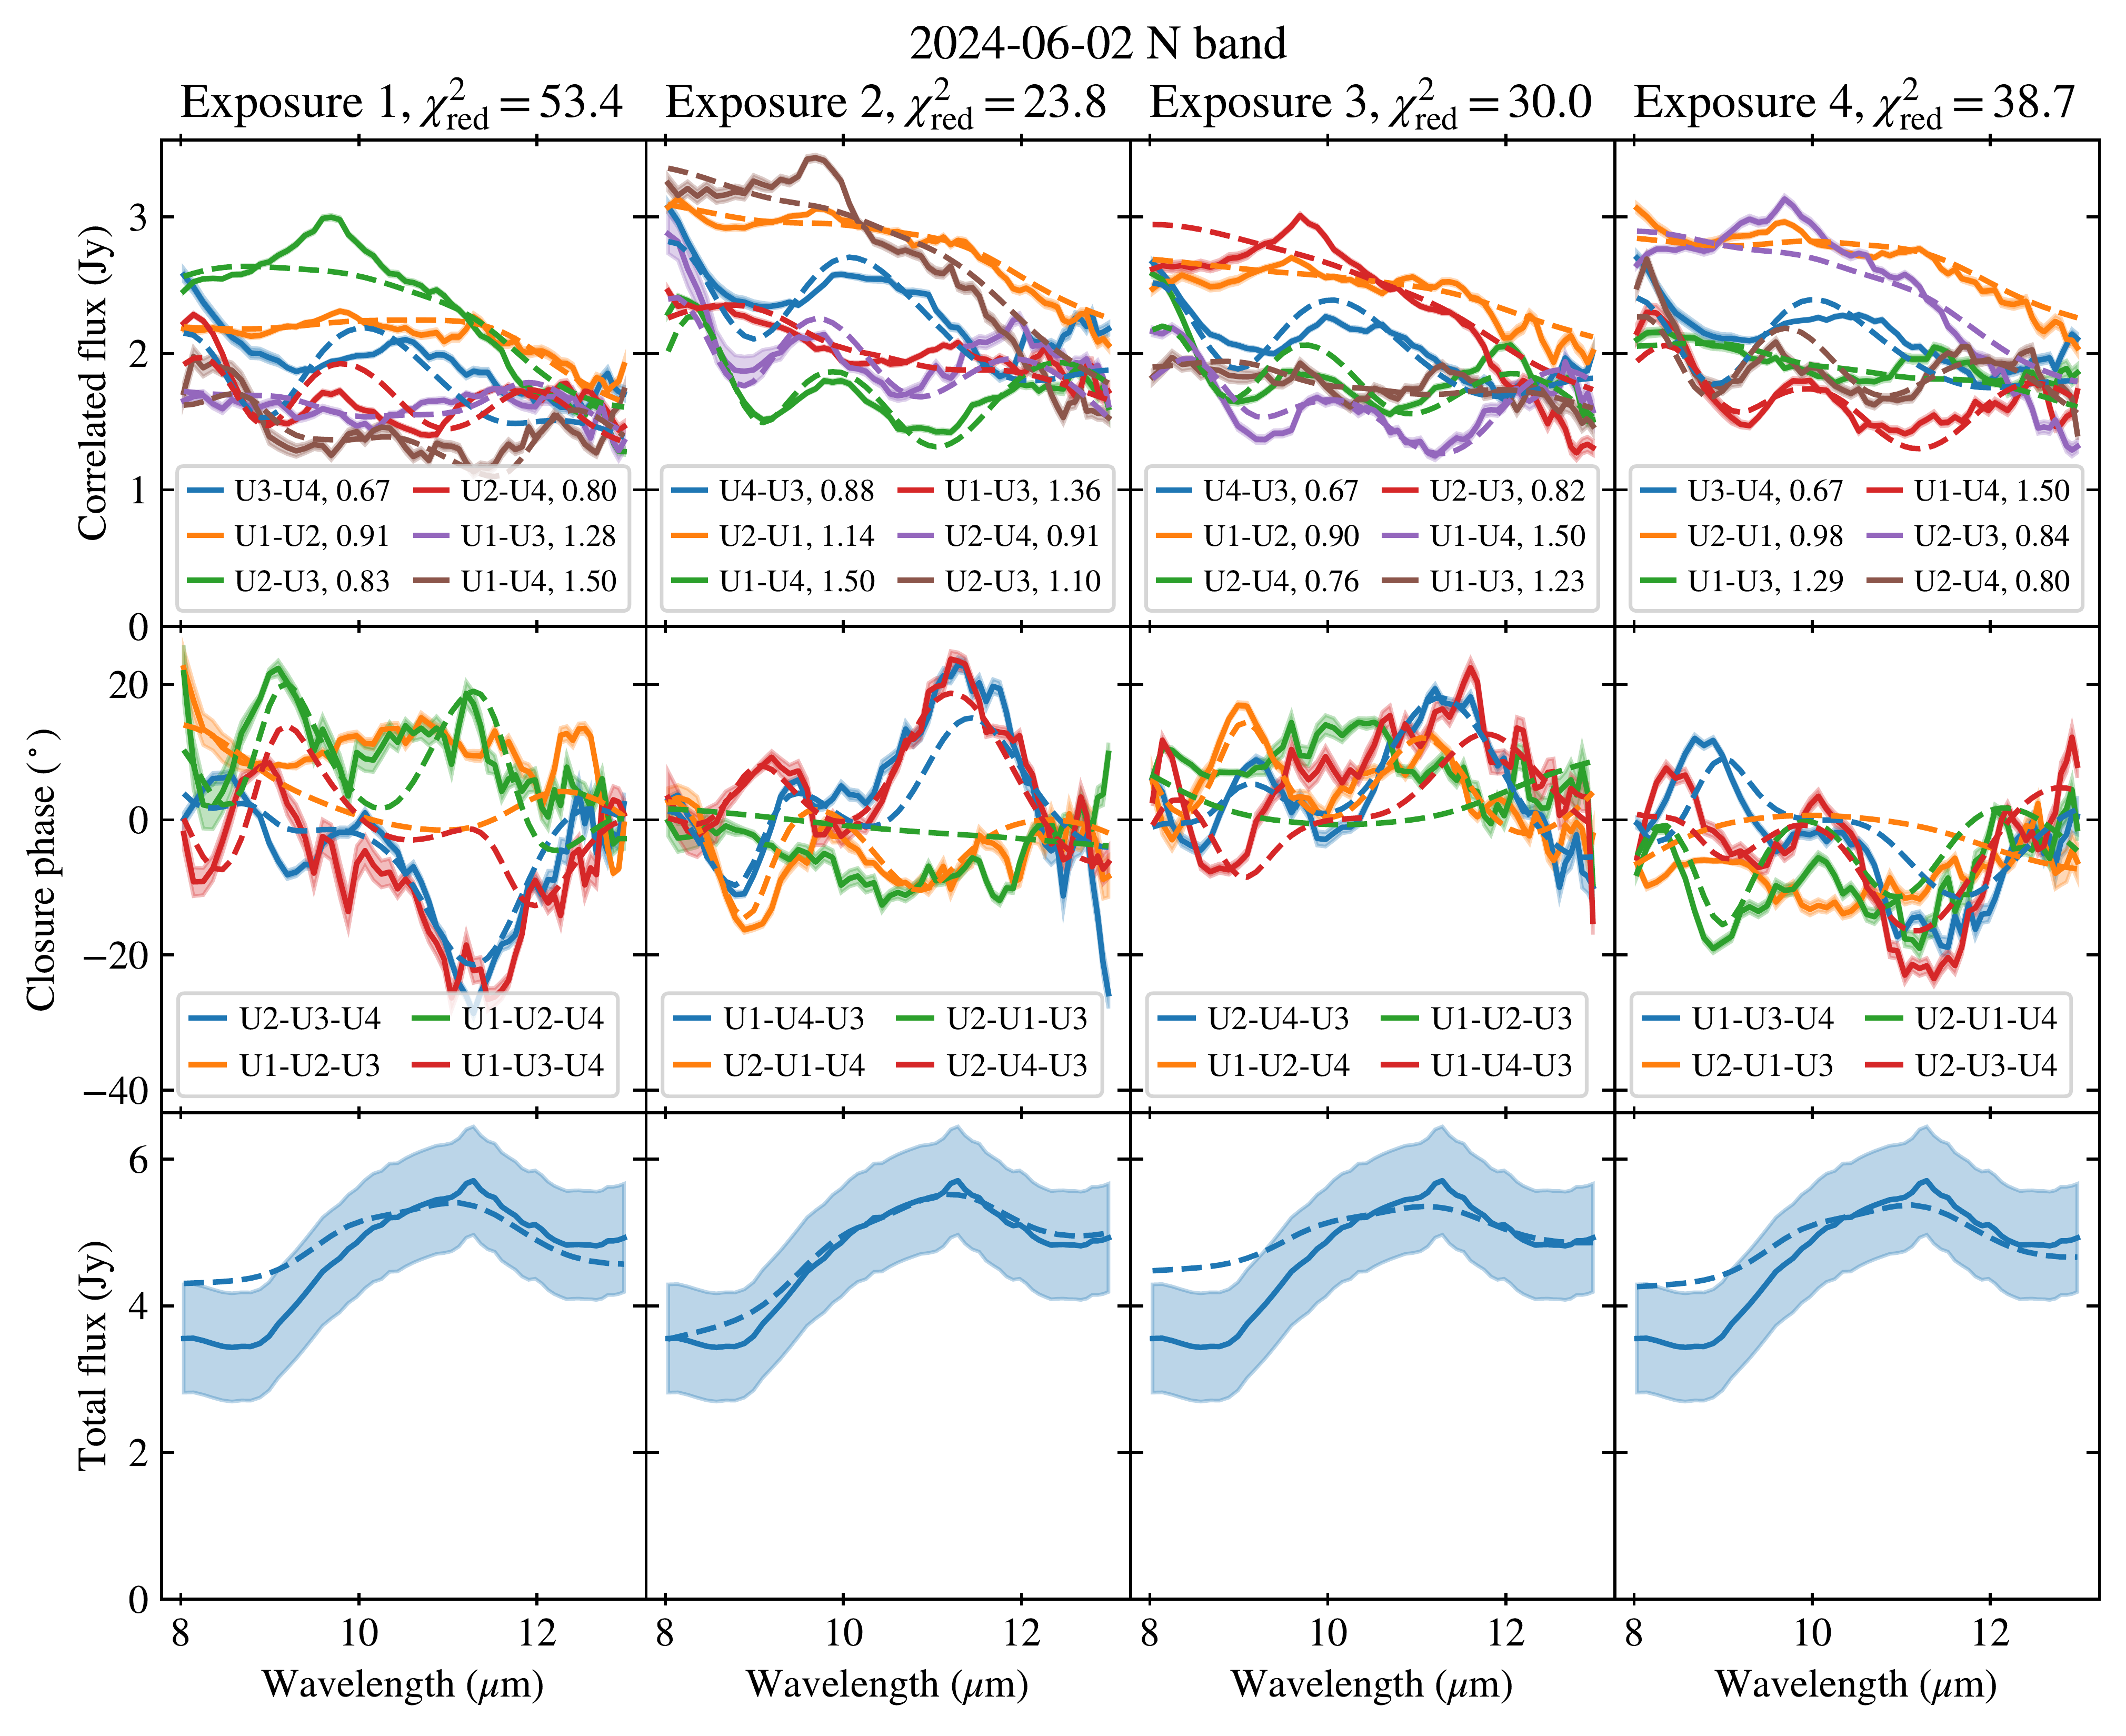 2024-06-02 N band
Exposure 1, χ²red = 53.4
Exposure 2, χ²red = 23.8
Exposure 3, χ²red = 30.0
Exposure 4, χ²red = 38.7
Correlated flux (Jy)
3
2
1
0
U3-U4, 0.67 U2-U4, 0.80
U1-U2, 0.91 U1-U3, 1.28
U2-U3, 0.83 U1-U4, 1.50
U4-U3, 0.88 U1-U3, 1.36
U2-U1, 1.14 U2-U4, 0.91
U1-U4, 1.50 U2-U3, 1.10
U4-U3, 0.67 U2-U3, 0.82
U1-U2, 0.90 U1-U4, 1.50
U2-U4, 0.76 U1-U3, 1.23
U3-U4, 0.67 U1-U4, 1.50
U2-U1, 0.98 U2-U3, 0.84
U1-U3, 1.29 U2-U4, 0.80
Closure phase (°)
20
0
−20
−40
U2-U3-U4 U1-U2-U4
U1-U2-U3 U1-U3-U4
U1-U4-U3 U2-U1-U3
U2-U1-U4 U2-U4-U3
U2-U4-U3 U1-U2-U3
U1-U2-U4 U1-U4-U3
U1-U3-U4 U2-U1-U4
U2-U1-U3 U2-U3-U4
Total flux (Jy)
6
4
2
0
8 10 12
8 10 12
8 10 12
8 10 12
Wavelength (μm)
Wavelength (μm)
Wavelength (μm)
Wavelength (μm)